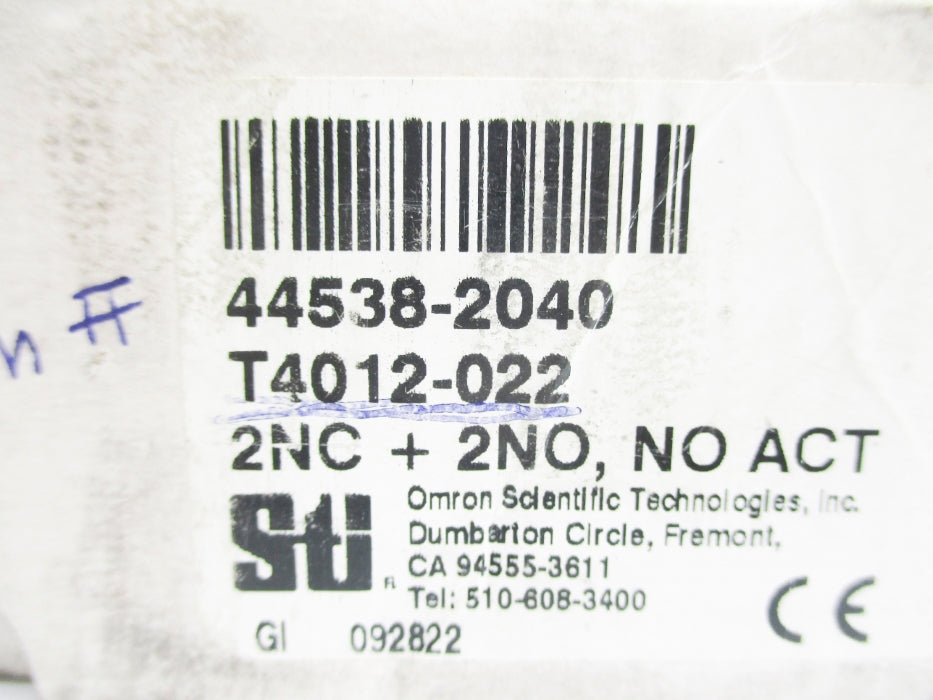 44538-2040
T4012-022
2NC + 2NO, NO ACT
Sti ®
Omron Scientific Technologies, Inc.
Dumbarton Circle, Fremont,
CA 94555-3611
Tel: 510-608-3400
GI 092822
CE